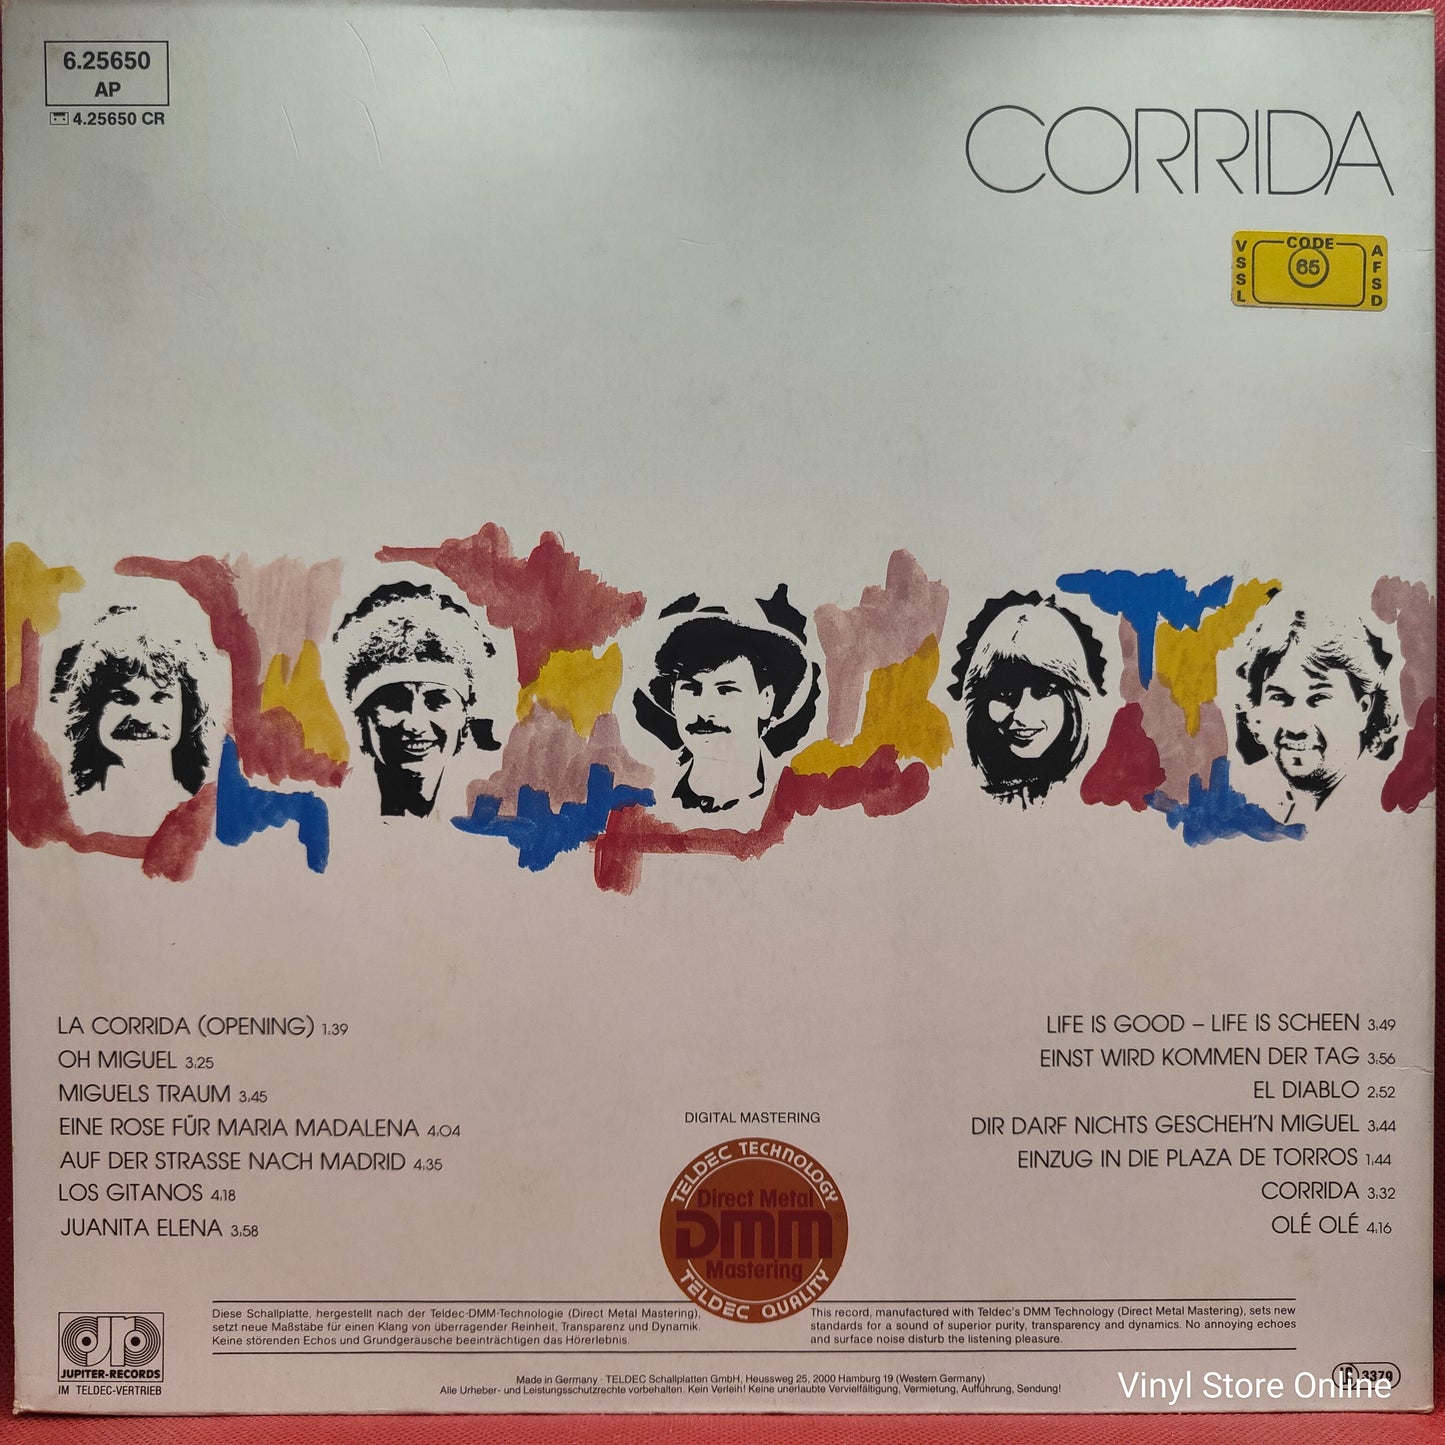 6.25650
AP
4.25650 CR
CORRIDA
VSSL
CODE
65
AFSD
LA CORRIDA (OPENING) 1:39
OH MIGUEL 3:25
MIGUELS TRAUM 3:45
EINE ROSE FÜR MARIA MADALENA 4:04
AUF DER STRASSE NACH MADRID 4:35
LOS GITANOS 4:18
JUANITA ELENA 3:58
LIFE IS GOOD – LIFE IS SCHEEN 3:49
EINST WIRD KOMMEN DER TAG 3:56
EL DIABLO 2:52
DIR DARF NICHTS GESCHEH'N MIGUEL 3:44
EINZUG IN DIE PLAZA DE TORROS 1:44
CORRIDA 3:32
OLÉ OLÉ 4:16
DIGITAL MASTERING
TELDEC TECHNOLOGY
Direct Metal
DMM
Mastering
TELDEC QUALITY
Diese Schallplatte, hergestellt nach der Teldec-DMM-Technologie (Direct Metal Mastering),
setzt neue Maßstäbe für einen Klang von überragender Reinheit, Transparenz und Dynamik.
Keine störenden Echos und Grundgeräusche beeinträchtigen das Hörerlebnis.
This record, manufactured with Teldec's DMM Technology (Direct Metal Mastering), sets new
standards for a sound of superior purity, transparency and dynamics. No annoying echoes
and surface noise disturb the listening pleasure.
JR
JUPITER-RECORDS
IM TELDEC-VERTRIEB
Made in Germany · TELDEC Schallplatten GmbH, Heussweg 25, 2000 Hamburg 19 (Western Germany)
Alle Urheber- und Leistungsschutzrechte vorbehalten. Kein Verleih! Keine unerlaubte Vervielfältigung, Vermietung, Aufführung, Sendung!
LC 3379
Vinyl Store Online